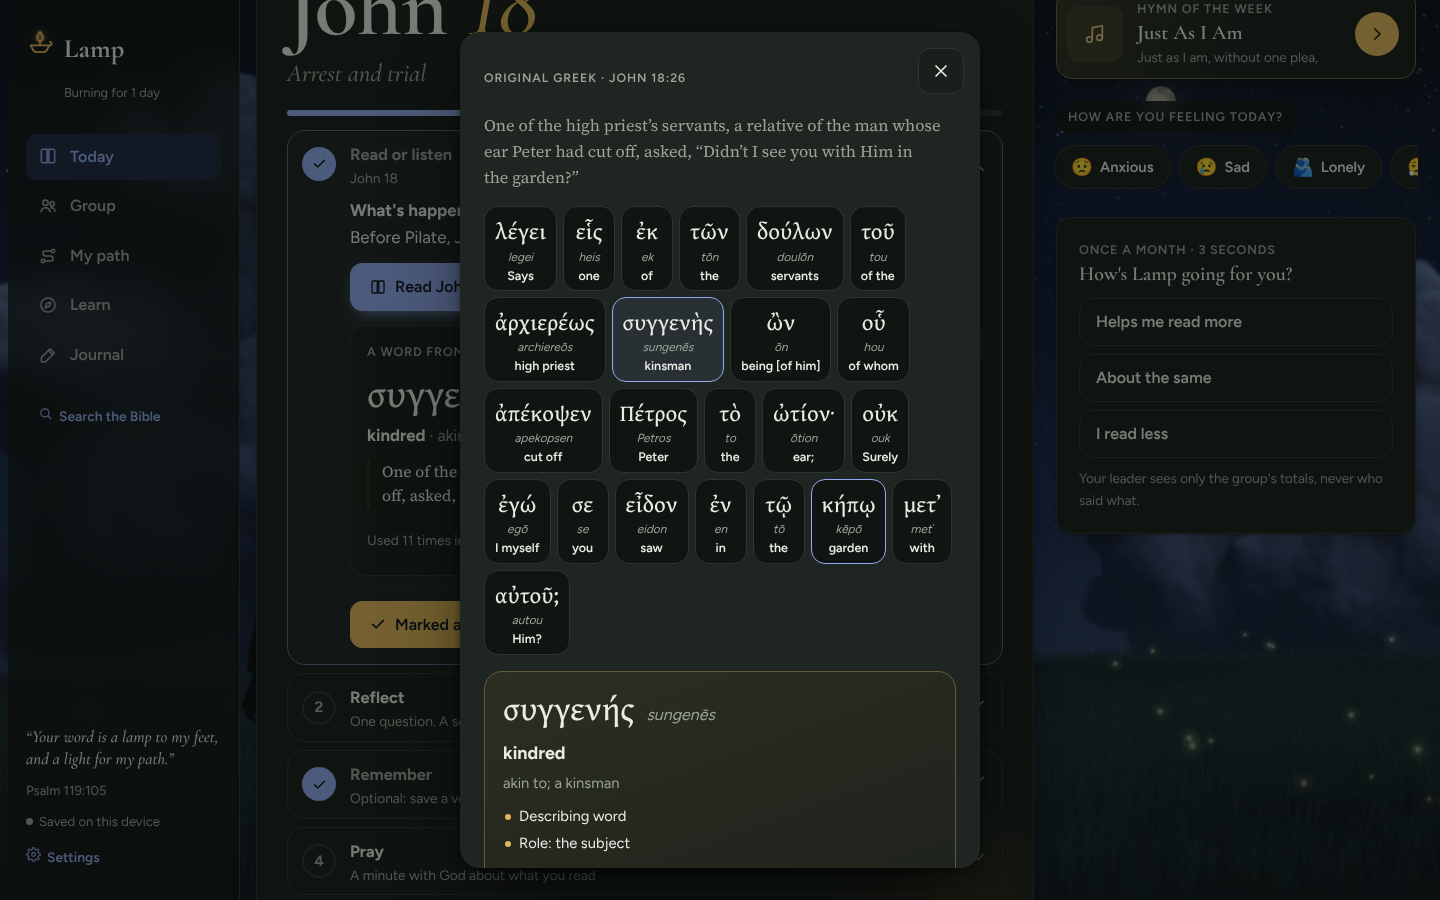 Lamp
Burning for 1 day
Today
Group
My path
Learn
Journal
Search the Bible
“Your word is a lamp to my feet,
and a light for my path.”
Psalm 119:105
Saved on this device
Settings
John 18
Arrest and trial
Read or listen
John 18
What's happen
Before Pilate, J
Read Joh
A WORD FROM
συγγε
kindred · akin
One of the
off, asked,
Used 11 times i
Marked a
2
Reflect
One question. A s
Remember
Optional: save a v
4
Pray
A minute with God about what you read
ORIGINAL GREEK · JOHN 18:26
One of the high priest’s servants, a relative of the man whose
ear Peter had cut off, asked, “Didn’t I see you with Him in
the garden?”
λέγει εἷς ἐκ τῶν δούλων τοῦ
legei heis ek tōn doulōn tou
Says one of the servants of the
ἀρχιερέως συγγενὴς ὢν οὗ
archiereōs sungenēs ōn hou
high priest kinsman being [of him] of whom
ἀπέκοψεν Πέτρος τὸ ὠτίον· οὐκ
apekopsen Petros to ōtion ouk
cut off Peter the ear; Surely
ἐγώ σε εἶδον ἐν τῷ κήπῳ μετ’
egō se eidon en tō kēpō met’
I myself you saw in the garden with
αὐτοῦ;
autou
Him?
συγγενής sungenēs
kindred
akin to; a kinsman
Describing word
Role: the subject
HYMN OF THE WEEK
Just As I Am
Just as I am, without one plea,
HOW ARE YOU FEELING TODAY?
Anxious
Sad
Lonely
ONCE A MONTH · 3 SECONDS
How's Lamp going for you?
Helps me read more
About the same
I read less
Your leader sees only the group's totals, never who
said what.